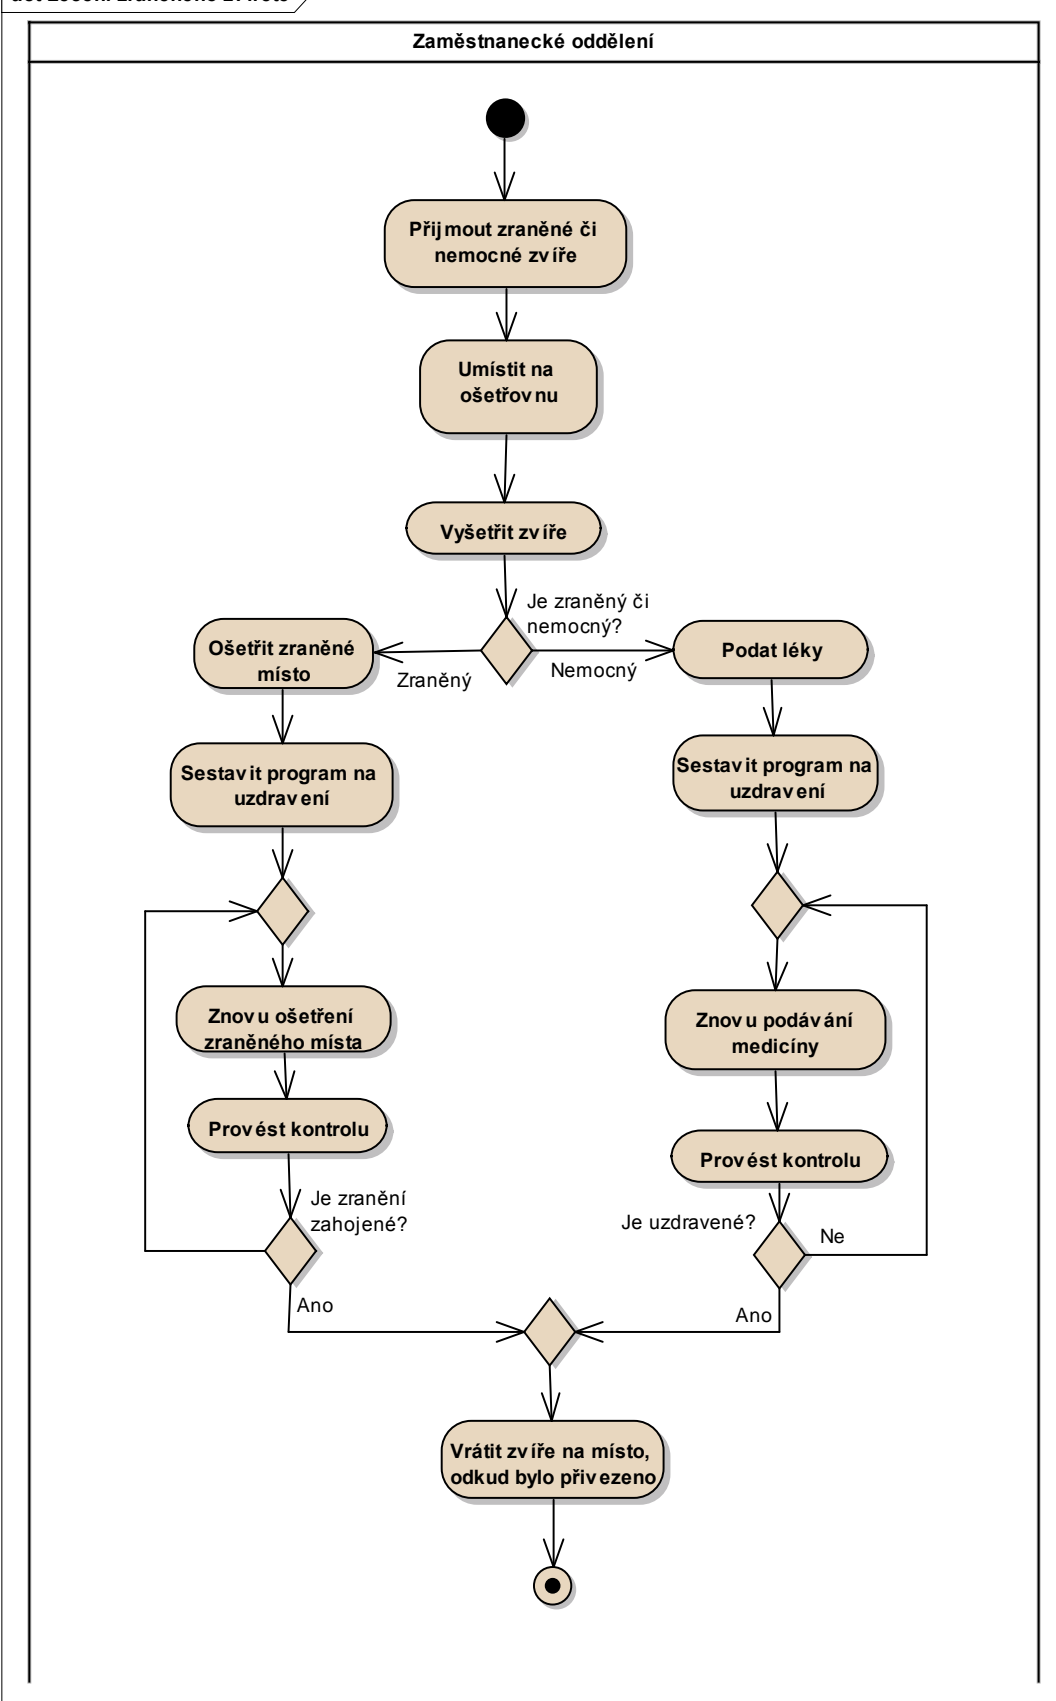 Zaměstnanecké oddělení
Přijmout zraněné či
nemocné zvíře
Umístit na
ošetřovnu
Vyšetřit zvíře
Je zraněný či
nemocný?
Ošetřit zraněné
místo
Zraněný
Nemocný
Podat léky
Sestavit program na
uzdravení
Sestavit program na
uzdravení
Znovu ošetření
zraněného místa
Provést kontrolu
Je zranění
zahojené?
Ano
Znovu podávání
medicíny
Provést kontrolu
Je uzdravené?
Ne
Ano
Vrátit zvíře na místo,
odkud bylo přivezeno